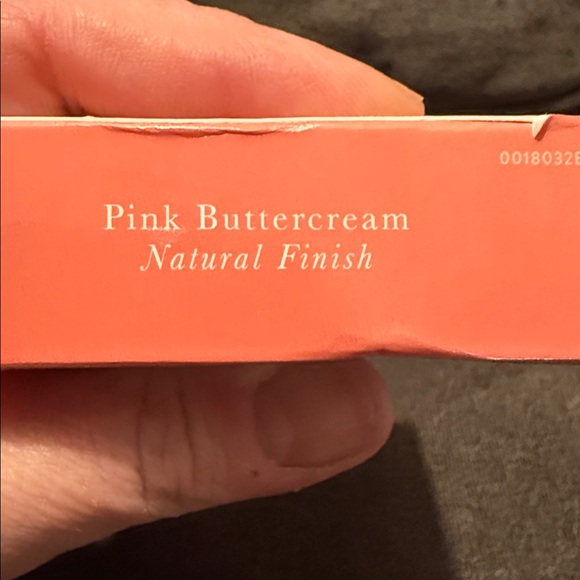 0018032
Pink Buttercream
Natural Finish